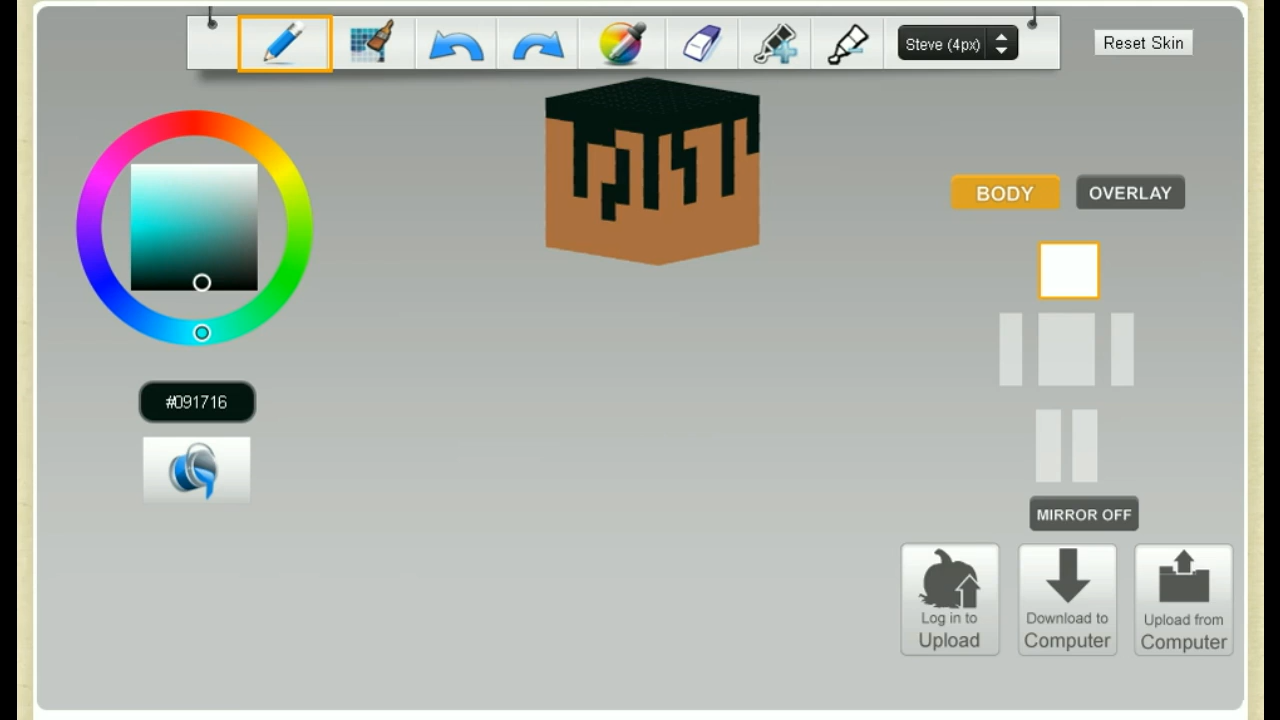 Steve (4px)
Reset Skin
BODY
OVERLAY
#091716
MIRROR OFF
Log in to
Upload
Download to
Computer
Upload from
Computer